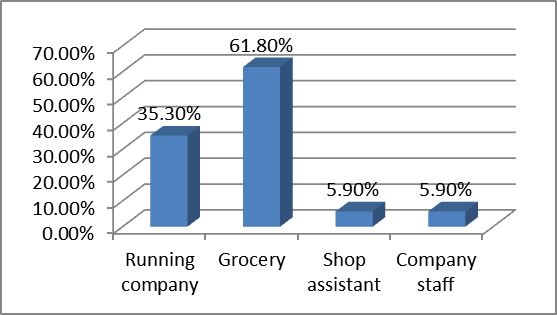 70.00%
60.00%
50.00%
40.00%
30.00%
20.00%
10.00%
0.00%
35.30%
61.80%
5.90%
5.90%
Running
company
Grocery
Shop
assistant
Company
staff